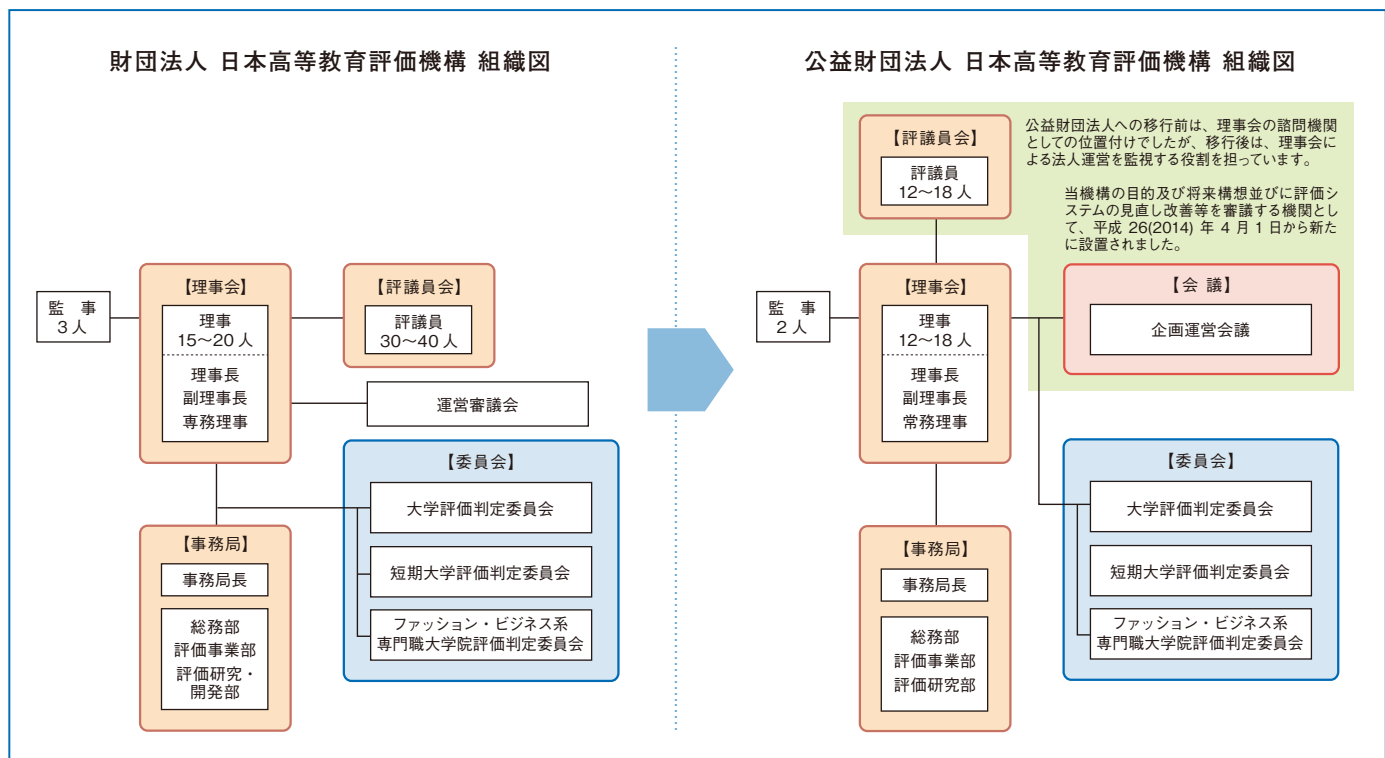 財団法人 日本高等教育評価機構 組織図
監 事
3人
【理事会】
理事
15〜20人
理事長
副理事長
専務理事
【評議員会】
評議員
30〜40人
運営審議会
【委員会】
大学評価判定委員会
短期大学評価判定委員会
ファッション・ビジネス系
専門職大学院評価判定委員会
【事務局】
事務局長
総務部
評価事業部
評価研究・
開発部
公益財団法人 日本高等教育評価機構 組織図
【評議員会】
評議員
12〜18人
公益財団法人への移行前は、理事会の諮問機関
としての位置付けでしたが、移行後は、理事会に
よる法人運営を監視する役割を担っています。
当機構の目的及び将来構想並びに評価シ
ステムの見直し改善等を審議する機関とし
て、平成 26(2014) 年 4 月 1 日から新た
に設置されました。
監 事
2人
【理事会】
理事
12〜18人
理事長
副理事長
常務理事
【会 議】
企画運営会議
【委員会】
大学評価判定委員会
短期大学評価判定委員会
ファッション・ビジネス系
専門職大学院評価判定委員会
【事務局】
事務局長
総務部
評価事業部
評価研究部